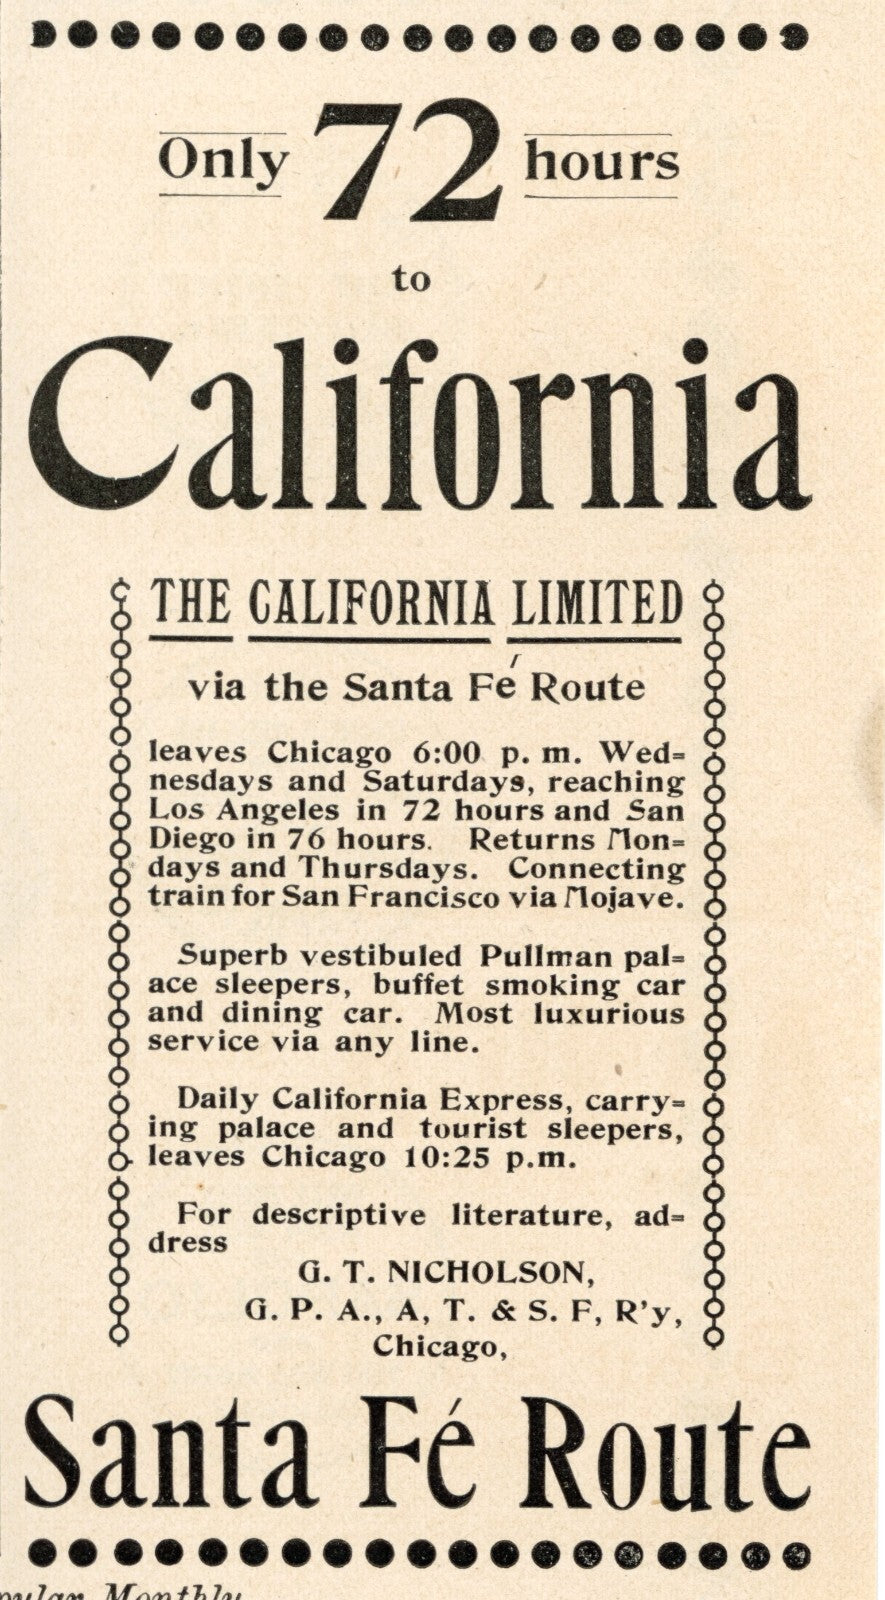 Only 72 hours
to
California
THE CALIFORNIA LIMITED
via the Santa Fé Route
leaves Chicago 6:00 p. m. Wed=
nesdays and Saturdays, reaching
Los Angeles in 72 hours and San
Diego in 76 hours. Returns Mon=
days and Thursdays. Connecting
train for San Francisco via Mojave.
Superb vestibuled Pullman pal=
ace sleepers, buffet smoking car
and dining car. Most luxurious
service via any line.
Daily California Express, carry=
ing palace and tourist sleepers,
leaves Chicago 10:25 p.m.
For descriptive literature, ad=
dress
G. T. NICHOLSON,
G. P. A., A, T. & S. F, R'y,
Chicago,
Santa Fé Route
Monthly